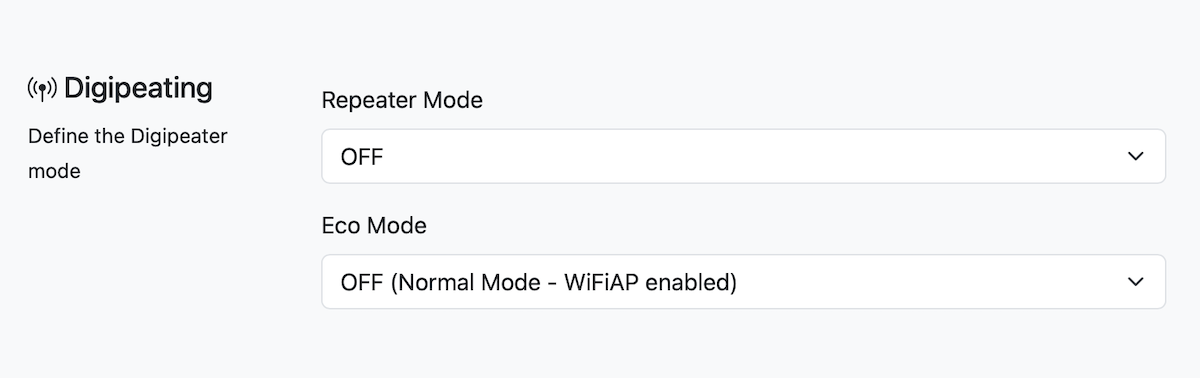 Digipeating
Define the Digipeater
mode
Repeater Mode
OFF
Eco Mode
OFF (Normal Mode - WiFiAP enabled)